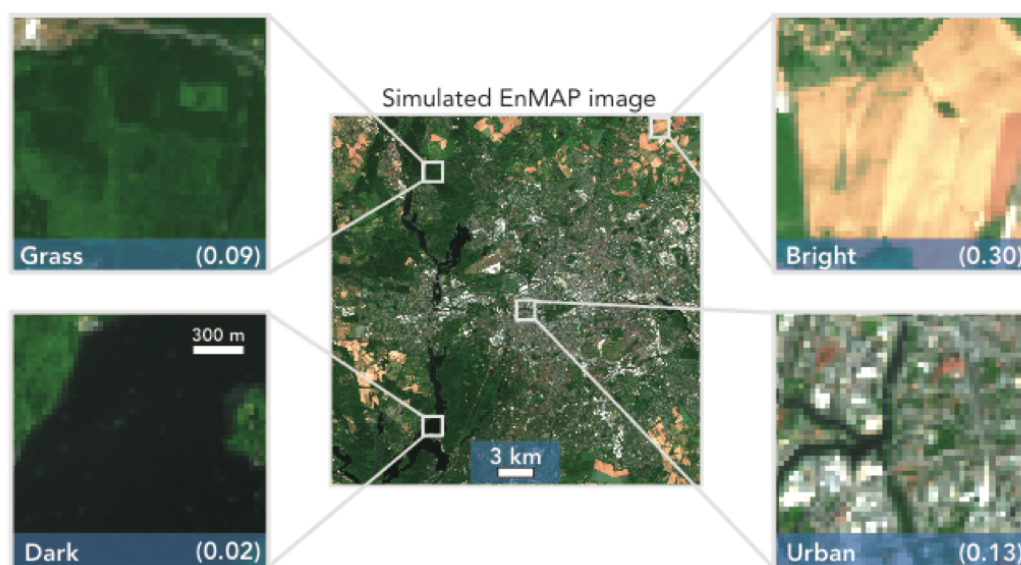 Simulated EnMAP image
Grass (0.09)
Bright (0.30)
300 m
3 km
Dark (0.02)
Urban (0.13)